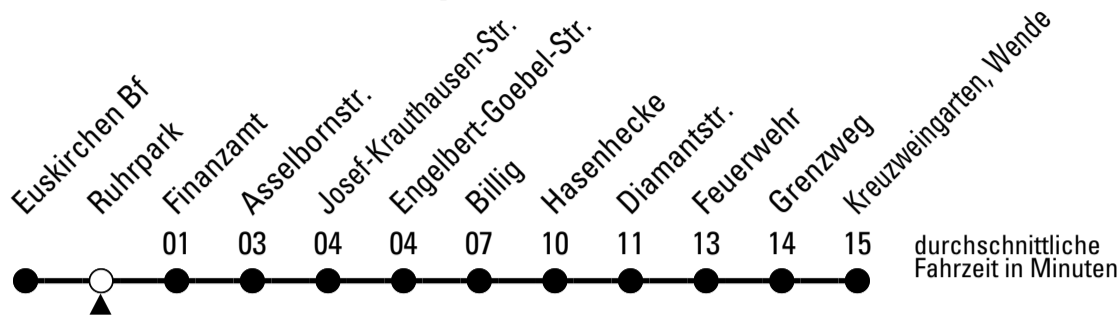 Euskirchen Bf
Ruhrpark
Finanzamt
Asselbornstr.
Josef-Krauthausen-Str.
Engelbert-Goebel-Str.
Billig
Hasenhecke
Diamantstr.
Feuerwehr
Grenzweg
Kreuzweingarten, Wende
01 03 04 04 07 10 11 13 14 15
durchschnittliche
Fahrzeit in Minuten